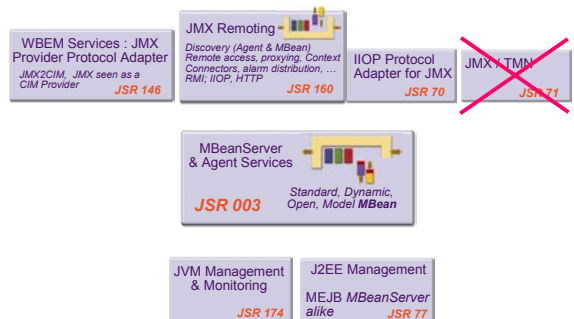 WBEM Services : JMX
Provider Protocol Adapter
JMX2CIM, JMX seen as a
CIM Provider
JSR 146
JMX Remoting
Discovery (Agent & MBean)
Remote access, proxying, Context
Connectors, alarm distribution, ...
RMI; IIOP, HTTP
JSR 160
IIOP Protocol
Adapter for JMX
JSR 70
JMX / TMN
JSR 71
MBeanServer
& Agent Services
JSR 003
Standard, Dynamic,
Open, Model MBean
JVM Management
& Monitoring
JSR 174
J2EE Management
MEJB MBeanServer
alike
JSR 77